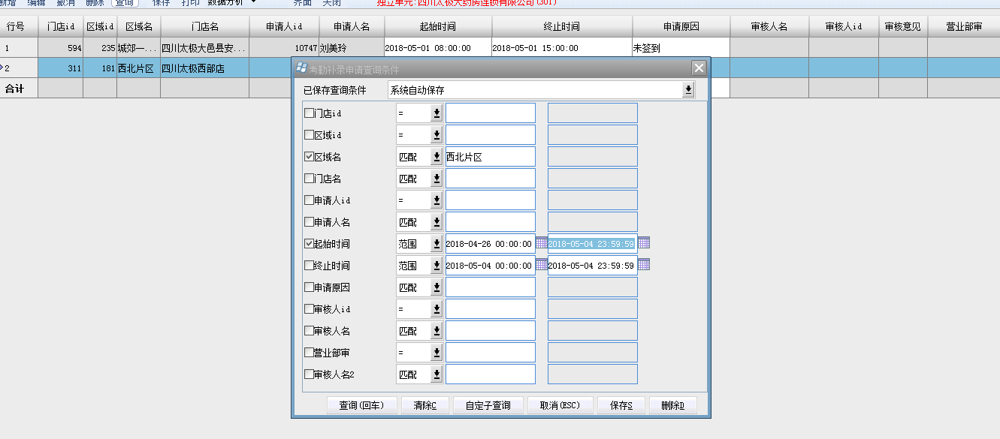 新增 编辑 撤消 删除 查询 保存 打印 数据分析 界面 关闭 独立单元:四川太极大药房连锁有限公司(301)
行号 门店id 区域id 区域名 门店名 申请人id 申请人名 起始时间 终止时间 申请原因 审核人名 审核人id 审核意见 营业部审
1 594 235 城郊一... 四川太极大邑县安... 10747 刘美玲 2018-05-01 08:00:00 2018-05-01 15:00:00 未签到
2 311 181 西北片区 四川太极西部店
合计
考勤补录申请查询条件
已保存查询条件 系统自动保存
门店id =
区域id =
区域名 匹配 西北片区
门店名 匹配
申请人id =
申请人名 匹配
起始时间 范围 2018-04-26 00:00:00 2018-05-04 23:59:59
终止时间 范围 2018-05-04 00:00:00 2018-05-04 23:59:59
申请原因 匹配
审核人id =
审核人名 匹配
营业部审 =
审核人名2 匹配
查询(回车) 清除C 自定子查询 取消(ESC) 保存S 删除D